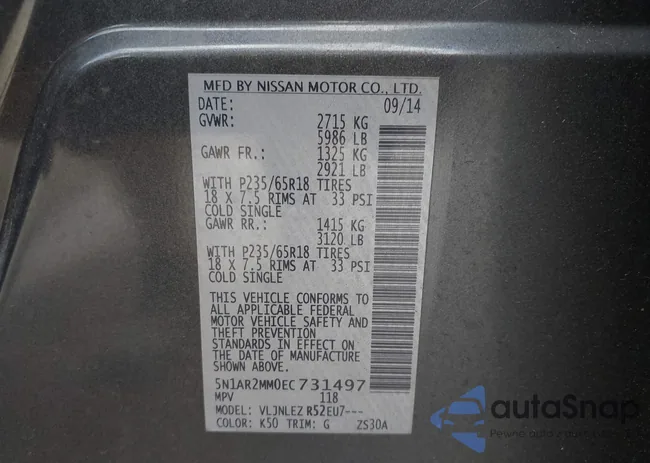 MFD BY NISSAN MOTOR CO., LTD.
DATE: 09/14
GVWR: 2715 KG
5986 LB
GAWR FR.: 1325 KG
2921 LB
WITH P235/65R18 TIRES
18 X 7.5 RIMS AT 33 PSI
COLD SINGLE
GAWR RR.: 1415 KG
3120 LB
WITH P235/65R18 TIRES
18 X 7.5 RIMS AT 33 PSI
COLD SINGLE
THIS VEHICLE CONFORMS TO
ALL APPLICABLE FEDERAL
MOTOR VEHICLE SAFETY AND
THEFT PREVENTION
STANDARDS IN EFFECT ON
THE DATE OF MANUFACTURE
SHOWN ABOVE.
5N1AR2MM0EC731497
MPV 118
MODEL: VLJNLEZ R52EU7---
COLOR: K50 TRIM: G ZS30A
autoSnap
Pewno auto z gwarancją